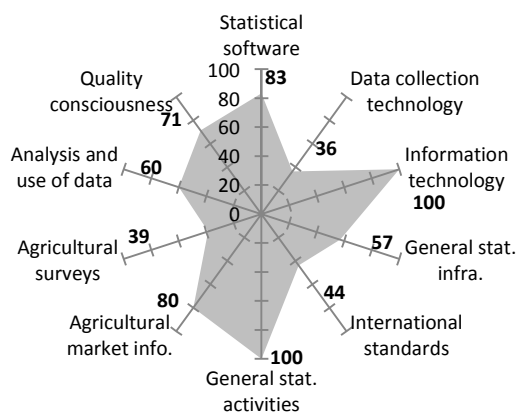 Statistical
software
83
Data collection
technology
36
Information
technology
100
57
General stat.
infra.
44
International
standards
100
General stat.
activities
80
Agricultural
market info.
39
Agricultural
surveys
60
Analysis and
use of data
71
Quality
consciousness
100
80
60
40
20
0